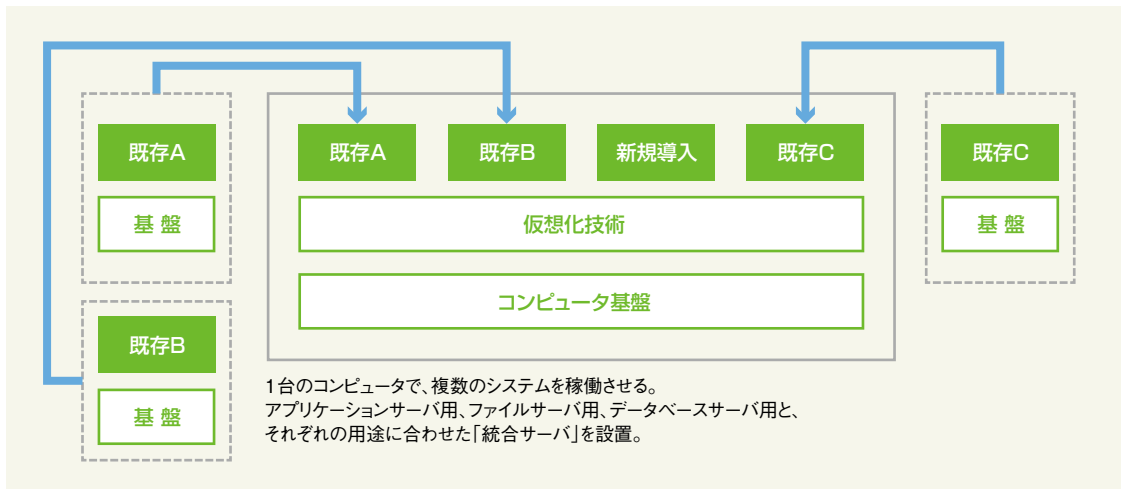 既存A
基 盤
既存B
基 盤
既存A
既存B
新規導入
既存C
仮想化技術
コンピュータ基盤
既存C
基 盤
1台のコンピュータで、複数のシステムを稼働させる。
アプリケーションサーバ用、ファイルサーバ用、データベースサーバ用と、
それぞれの用途に合わせた「統合サーバ」を設置。